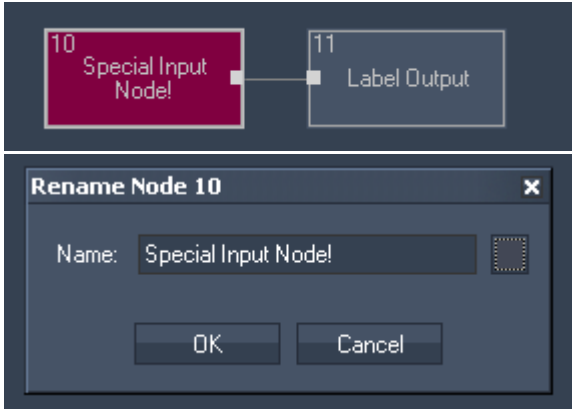 10
Special Input
Node!
11
Label Output
Rename Node 10
Name: Special Input Node!
OK Cancel